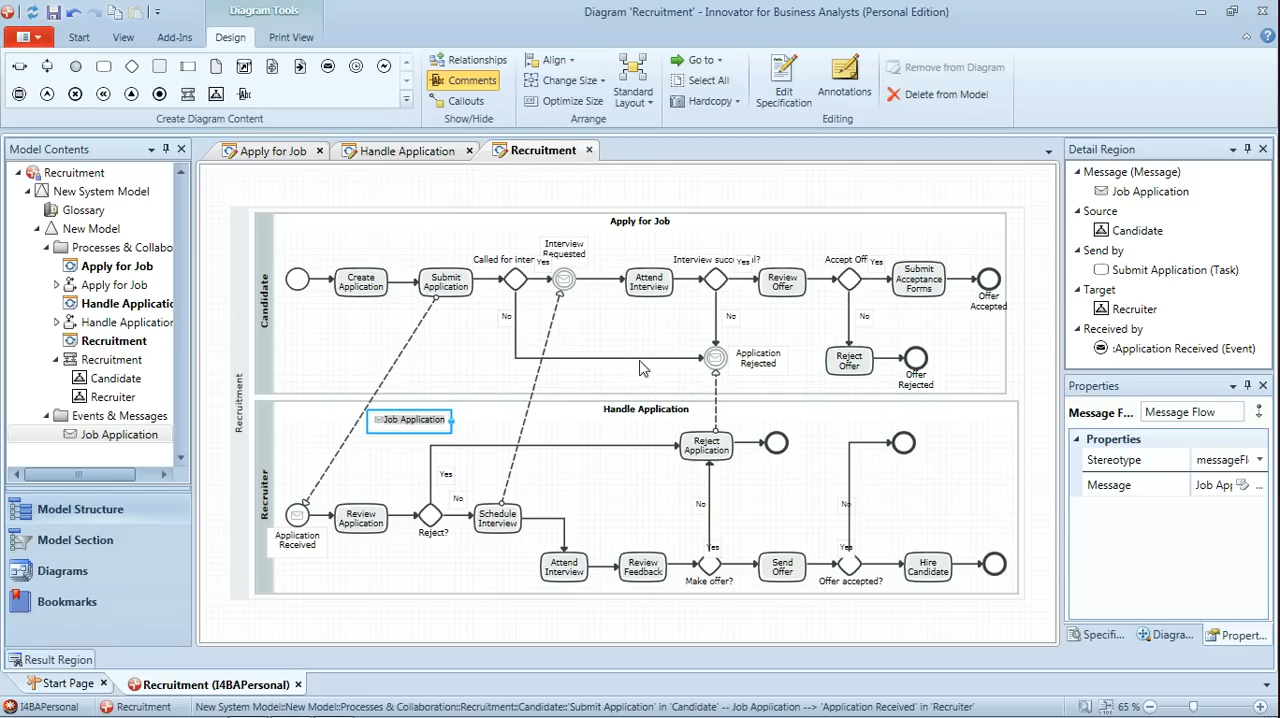 Diagram Tools
Diagram 'Recruitment' - Innovator for Business Analysts (Personal Edition)
Start
View
Add-Ins
Design
Print View
Abc
Create Diagram Content
Relationships
Abc Comments
Callouts
Show/Hide
Align
Change Size
Optimize Size
Standard
Layout
Arrange
Go to
Select All
Hardcopy
Edit
Specification
Annotations
Remove from Diagram
Delete from Model
Editing
Model Contents
Recruitment
New System Model
Glossary
New Model
Processes & Collabo
Apply for Job
Apply for Job
Handle Applicatio
Handle Application
Recruitment
Recruitment
Candidate
Recruiter
Events & Messages
Job Application
Model Structure
Model Section
Diagrams
Bookmarks
Result Region
Apply for Job
Handle Application
Recruitment
Recruitment
Candidate
Apply for Job
Create
Application
Submit
Application
Called for inter
Yes
No
Interview
Requested
Attend
Interview
Interview succ
l?
Yes
No
Review
Offer
Accept Off
Yes
No
Submit
Acceptance
Forms
Offer
Accepted
Application
Rejected
Reject
Offer
Offer
Rejected
Recruiter
Handle Application
Job Application
Application
Received
Review
Application
Reject?
Yes
No
Schedule
Interview
Reject
Application
Attend
Interview
Review
Feedback
No
Yes
Make offer?
Send
Offer
No
Yes
Offer accepted?
Hire
Candidate
Detail Region
Message (Message)
Job Application
Source
Candidate
Send by
Submit Application (Task)
Target
Recruiter
Received by
:Application Received (Event)
Properties
Message F...
Message Flow
Properties
Stereotype
messageFl
Message
Job App
...
Specifi...
Diagra...
Propert...
Start Page
Recruitment (I4BAPersonal)
I4BAPersonal
Recruitment
New System Model::New Model::Processes & Collaborations::Recruitment:Candidate:'Submit Application' in 'Candidate' -- Job Application --> 'Application Received' in 'Recruiter'
65 %